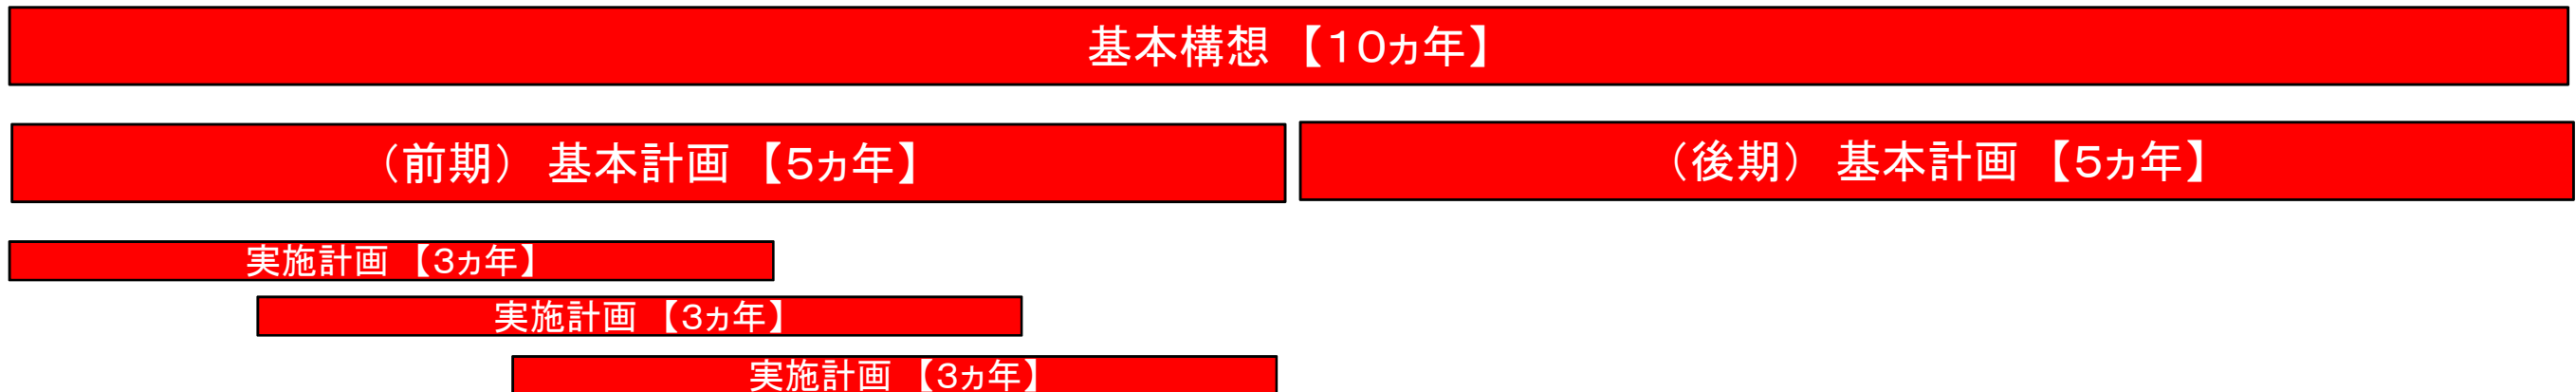 基本構想 【10ヵ年】
（前期） 基本計画 【5ヵ年】
（後期） 基本計画 【5ヵ年】
実施計画 【3ヵ年】
実施計画 【3ヵ年】
実施計画 【3ヵ年】